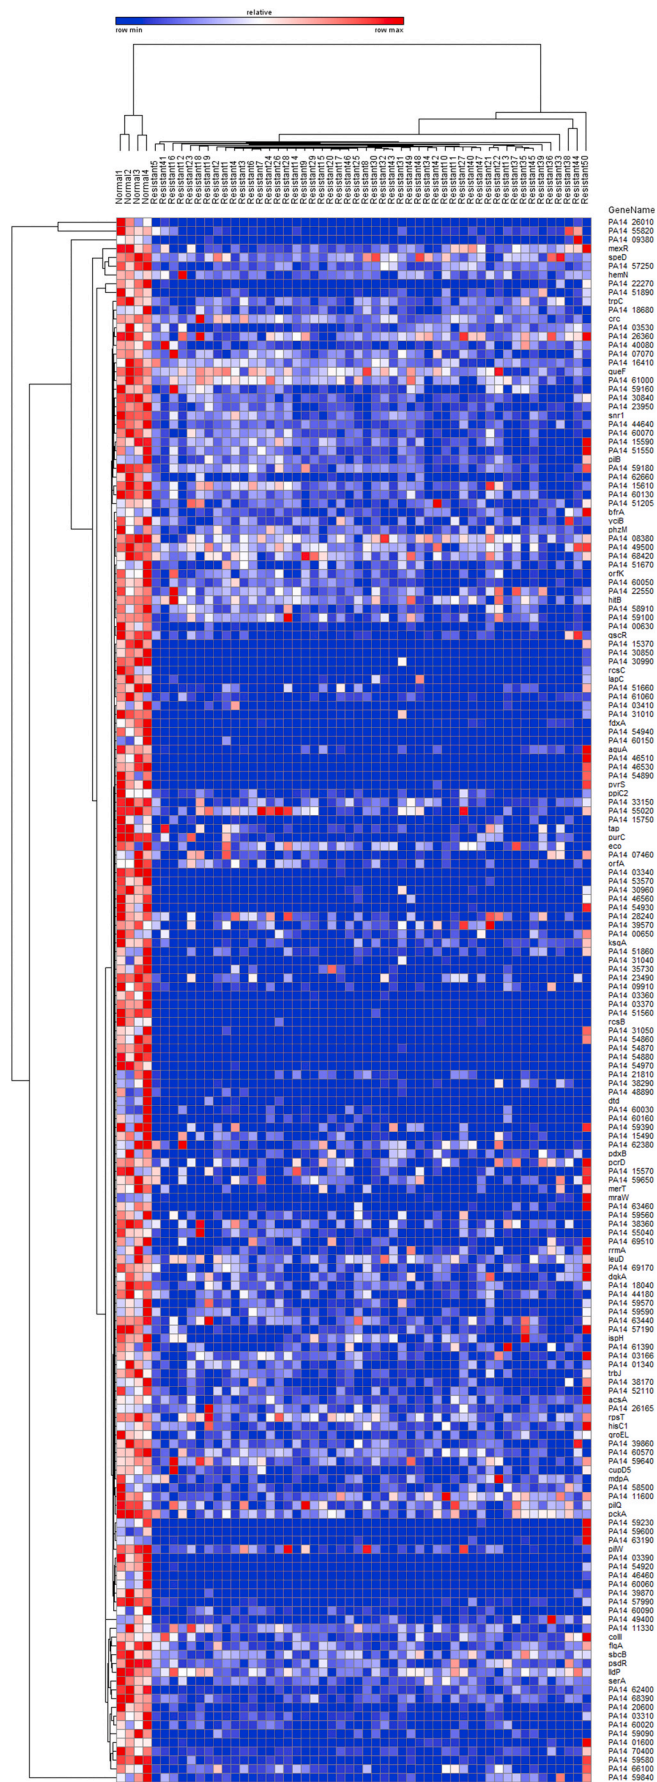 relative
row min
row max
Normal1
Normal2
Normal3
Normal4
Resistant5
Resistant41
Resistant16
Resistant12
Resistant23
Resistant18
Resistant19
Resistant2
Resistant1
Resistant4
Resistant3
Resistant6
Resistant7
Resistant24
Resistant26
Resistant28
Resistant14
Resistant9
Resistant29
Resistant15
Resistant20
Resistant17
Resistant46
Resistant25
Resistant8
Resistant30
Resistant32
Resistant43
Resistant31
Resistant49
Resistant48
Resistant34
Resistant42
Resistant10
Resistant11
Resistant27
Resistant40
Resistant47
Resistant21
Resistant22
Resistant13
Resistant37
Resistant35
Resistant45
Resistant39
Resistant36
Resistant33
Resistant38
Resistant44
Resistant50
GeneName
PA14 26010
PA14 55820
PA14 09380
mexR
speD
PA14 57250
hemN
PA14 22270
PA14 51890
trpC
PA14 18680
crc
PA14 03530
PA14 26360
PA14 40080
PA14 07070
PA14 16410
queF
PA14 61000
PA14 59160
PA14 30840
PA14 23950
snr1
PA14 44640
PA14 60070
PA14 15590
PA14 51550
pilB
PA14 59180
PA14 62660
PA14 15610
PA14 60130
PA14 51205
bfrA
vciB
phzM
PA14 08380
PA14 49500
PA14 68420
PA14 51670
orfK
PA14 60050
PA14 22550
hitB
PA14 58910
PA14 59100
PA14 00630
qscR
PA14 15370
PA14 30850
PA14 30990
rcsC
lapC
PA14 51660
PA14 61060
PA14 03410
PA14 31010
fdxA
PA14 54940
PA14 60150
aguA
PA14 46510
PA14 46530
PA14 54890
pvrS
ppiC2
PA14 33150
PA14 55020
PA14 15750
tap
purC
eco
PA14 07460
orfA
PA14 03340
PA14 53570
PA14 30960
PA14 46560
PA14 54930
PA14 28240
PA14 39570
PA14 00650
ksgA
PA14 51860
PA14 31040
PA14 35730
PA14 23490
PA14 09910
PA14 03360
PA14 03370
PA14 51560
rcsB
PA14 31050
PA14 54860
PA14 54870
PA14 54880
PA14 54970
PA14 21810
PA14 38290
PA14 48890
dtd
PA14 60030
PA14 60160
PA14 59390
PA14 15490
PA14 62380
pdxB
pcrD
PA14 15570
PA14 59650
merT
mraW
PA14 63460
PA14 59560
PA14 38360
PA14 55040
PA14 69510
rrmA
leuD
PA14 69170
dgkA
PA14 18040
PA14 44180
PA14 59570
PA14 59590
PA14 63440
PA14 57190
ispH
PA14 61390
PA14 03166
PA14 01340
trbJ
PA14 38170
PA14 52110
acsA
PA14 26165
rpsT
hisC1
groEL
PA14 39860
PA14 60570
PA14 59640
cupD5
mdpA
PA14 58500
PA14 11600
pilQ
pckA
PA14 59230
PA14 59600
PA14 63190
pilW
PA14 03390
PA14 54920
PA14 46460
PA14 60060
PA14 39870
PA14 57990
PA14 60090
PA14 49400
PA14 11330
colII
flgA
sbcB
psdR
lldP
serA
PA14 62400
PA14 68390
PA14 20600
PA14 03310
PA14 60020
PA14 59090
PA14 01600
PA14 70400
PA14 59580
PA14 66100
PA14 59840